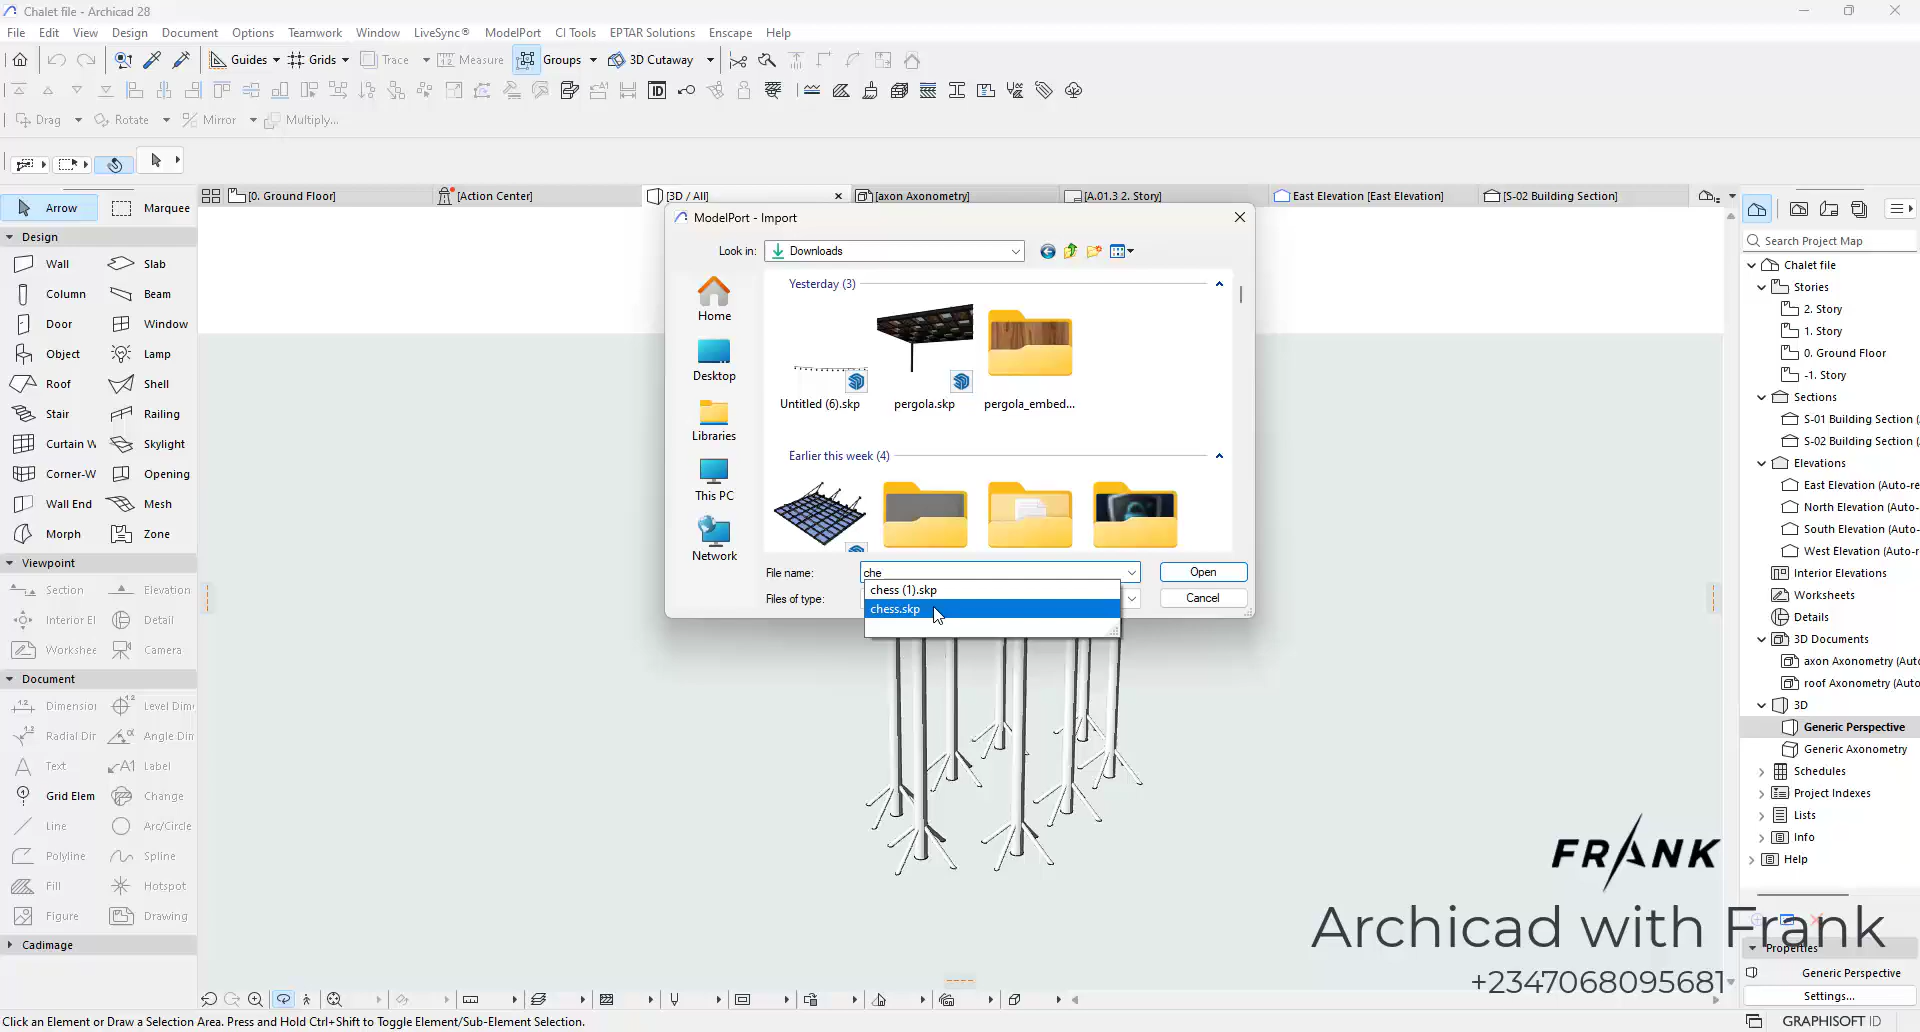 Chalet file - Archicad 28
File Edit View Design Document Options Teamwork Window LiveSync® ModelPort CI Tools EPTAR Solutions Enscape Help
Guides Grids Trace Measure Groups 3D Cutaway
Drag Rotate Mirror Multiply...
[0. Ground Floor] [Action Center] [3D / All] [axon Axonometry] [A.01.3 2. Story] East Elevation [East Elevation] [S-02 Building Section]
Arrow Marquee
Design
Wall Slab
Column Beam
Door Window
Object Lamp
Roof Shell
Stair Railing
Curtain W Skylight
Corner-W Opening
Wall End Mesh
Morph Zone
Viewpoint
Section Elevation
Interior El Detail
Workshee Camera
Document
Dimension Level Dim
Radial Dir Angle Din
Text Label
Grid Elem Change
Line Arc/Circle
Polyline Spline
Fill Hotspot
Figure Drawing
Cadimage
ModelPort - Import
Look in: Downloads
Home
Desktop
Libraries
This PC
Network
Yesterday (3)
Untitled (6).skp pergola.skp pergola_embed...
Earlier this week (4)
File name: che Open
chess (1).skp
Files of type: Cancel
chess.skp
Search Project Map
Chalet file
Stories
2. Story
1. Story
0. Ground Floor
-1. Story
Sections
S-01 Building Section (
S-02 Building Section (
Elevations
East Elevation (Auto-re
North Elevation (Auto-
South Elevation (Auto-r
West Elevation (Auto-r
Interior Elevations
Worksheets
Details
3D Documents
axon Axonometry (Auto
roof Axonometry (Auto
3D
Generic Perspective
Generic Axonometry
Schedules
Project Indexes
Lists
Info
Help
FRANK
Archicad with Frank
+2347068095681
Properties
Generic Perspective
Settings...
Click an Element or Draw a Selection Area. Press and Hold Ctrl+Shift to Toggle Element/Sub-Element Selection.
GRAPHISOFT ID